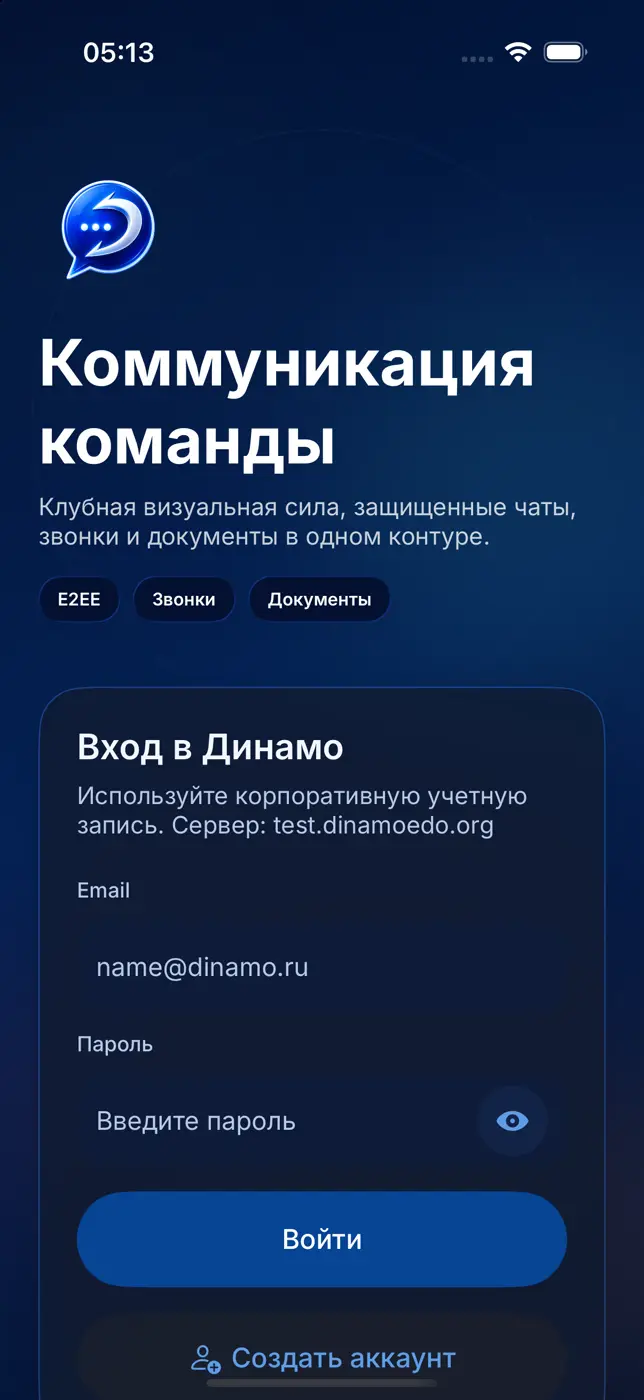 05:13
Коммуникация
команды
Клубная визуальная сила, защищенные чаты,
звонки и документы в одном контуре.
E2EE
Звонки
Документы
Вход в Динамо
Используйте корпоративную учетную
запись. Сервер: test.dinamoedo.org
Email
name@dinamo.ru
Пароль
Введите пароль
Войти
Создать аккаунт